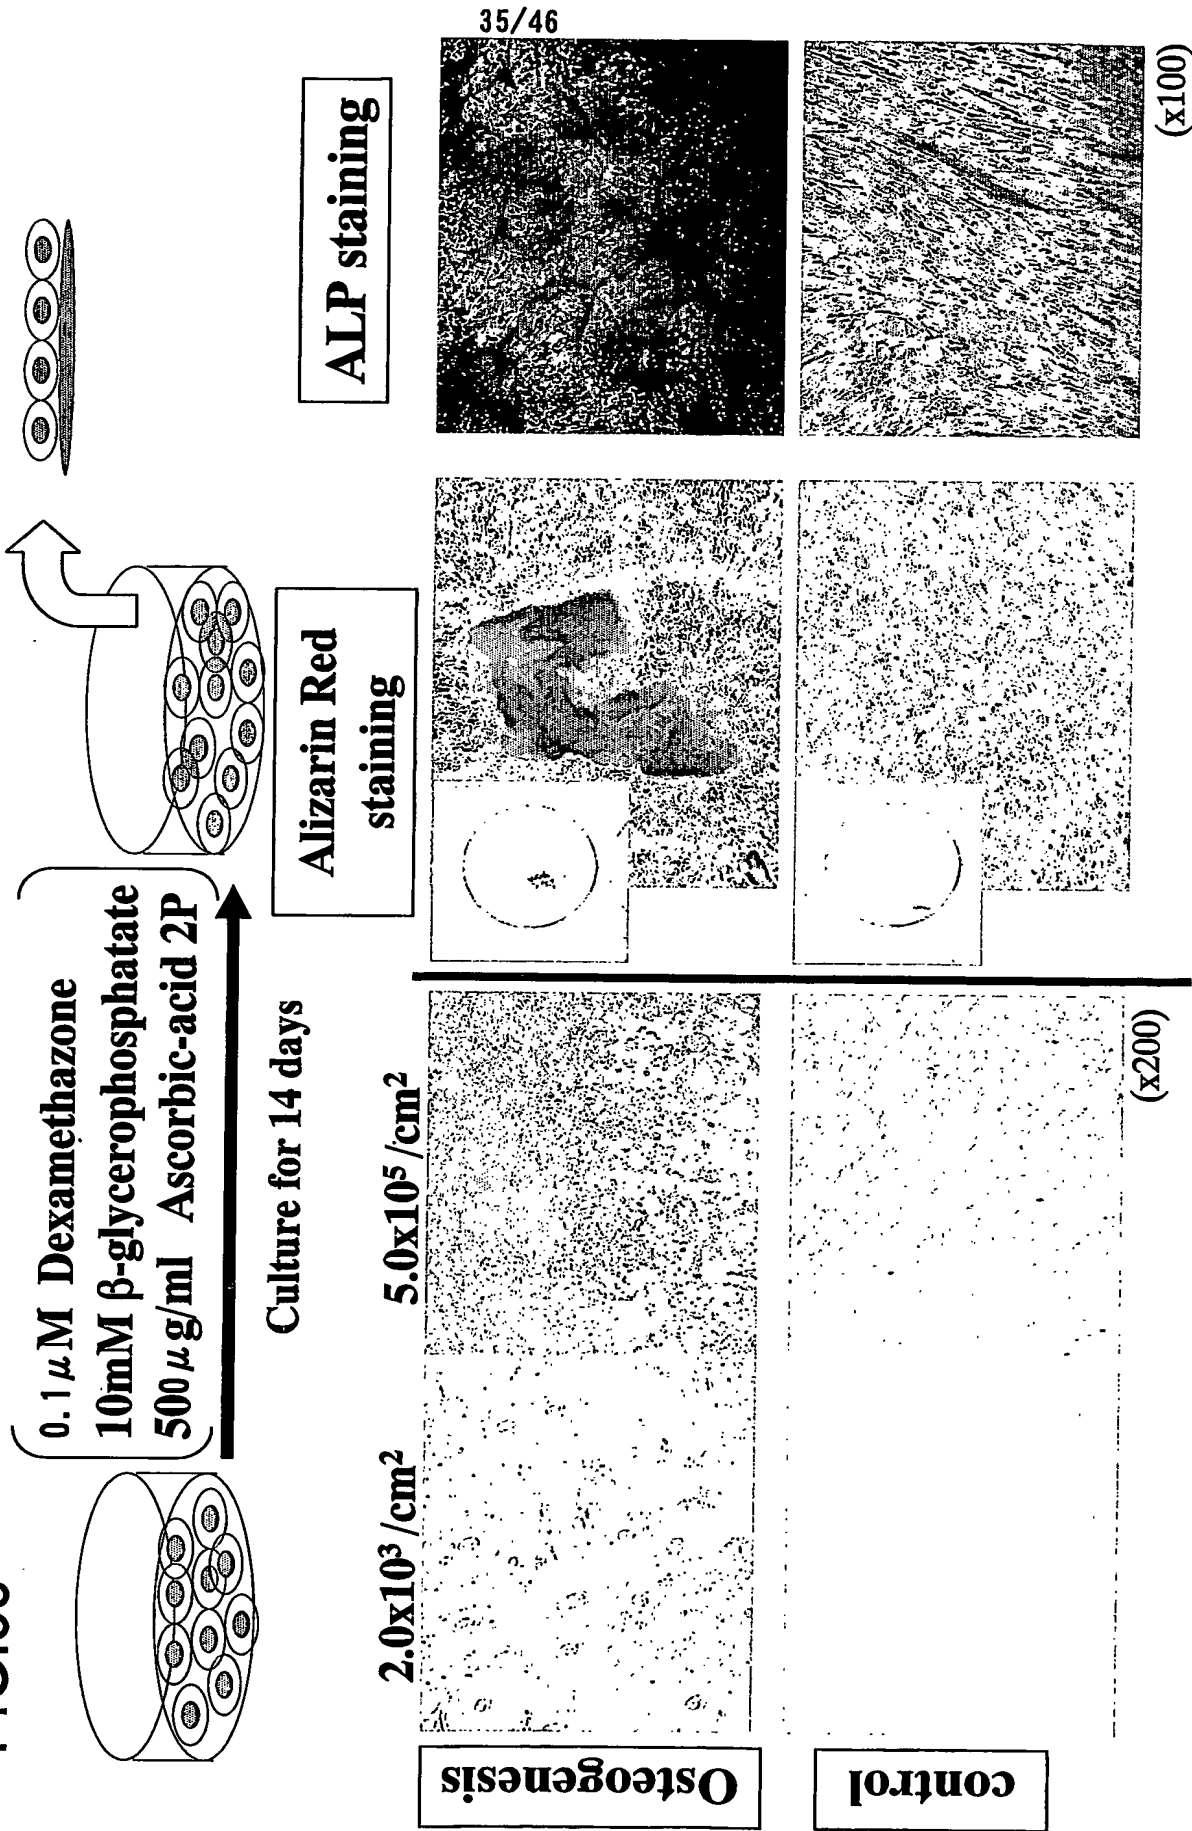 35/46
0.1μM Dexamethazone
10mM β-glycerophosphatate
500μg/ml Ascorbic-acid 2P
Culture for 14 days
2.0x10³/cm²
5.0x10⁵/cm²
Alizarin Red
staining
ALP staining
Osteogenesis
control
(x200)
(x100)